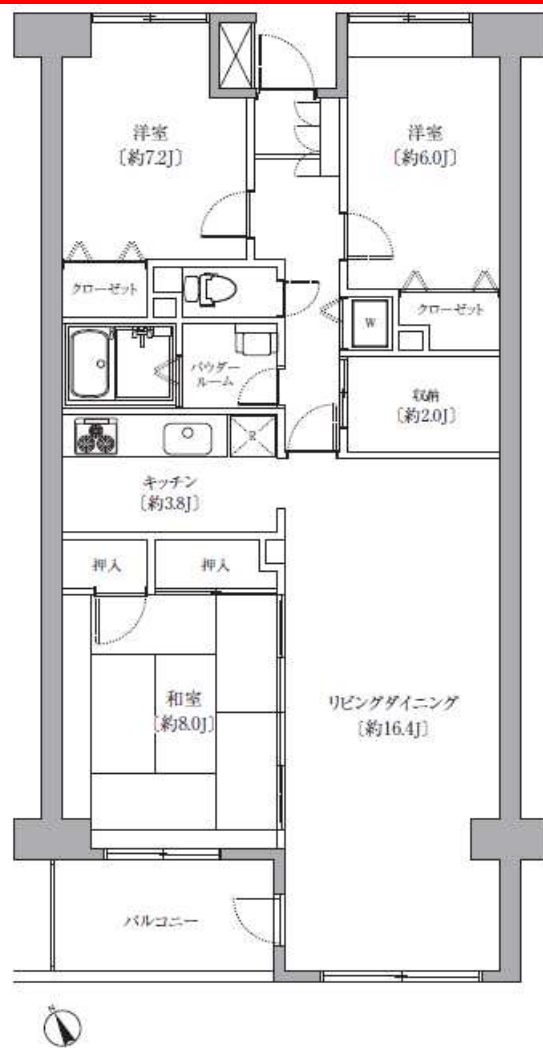 洋室
〔約7.2J〕
洋室
〔約6.0J〕
クローゼット
W
クローゼット
パウダー
ルーム
収納
〔約2.0J〕
R
キッチン
〔約3.8J〕
押入
押入
和室
〔約8.0J〕
リビングダイニング
〔約16.4J〕
バルコニー
N